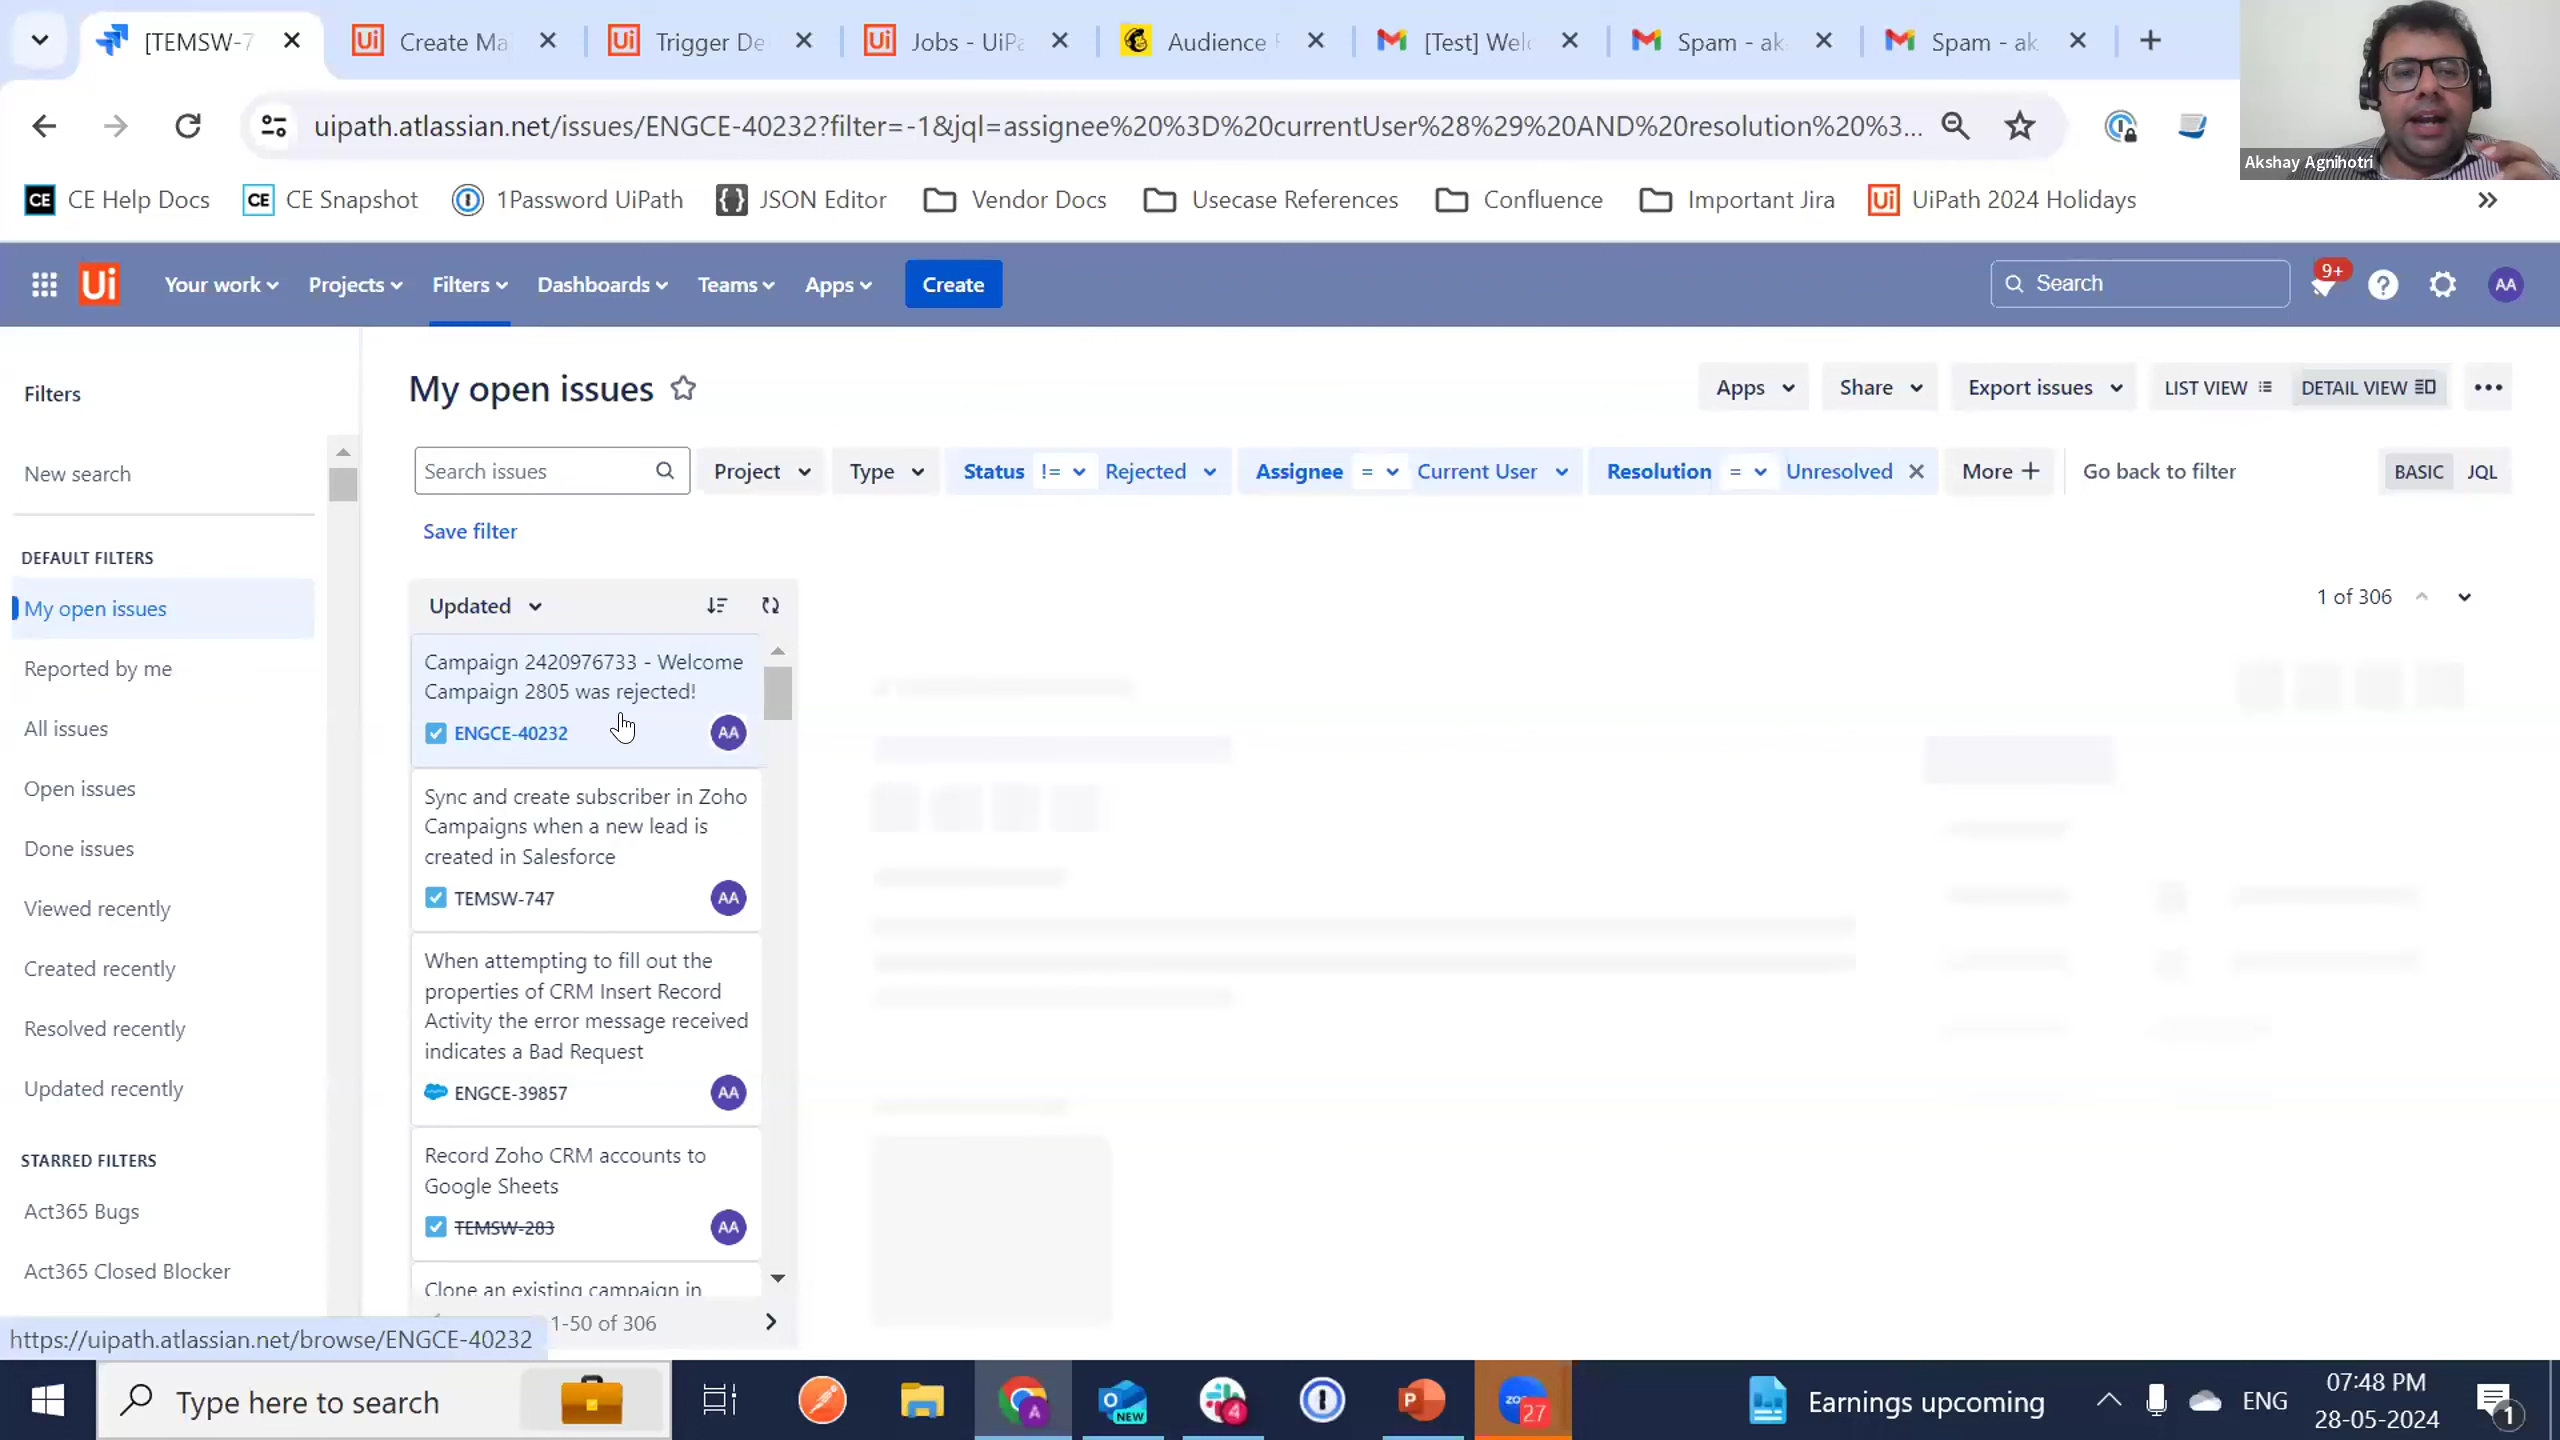 [TEMSW-7
Create Ma
Trigger De
Jobs - UiPa
Audience
[Test] Wel
Spam - ak
Spam - ak
uipath.atlassian.net/issues/ENGCE-40232?filter=-1&jql=assignee%20%3D%20currentUser%28%29%20AND%20resolution%20%3...
Akshay Agnihotri
CE CE Help Docs
CE CE Snapshot
1Password UiPath
JSON Editor
Vendor Docs
Usecase References
Confluence
Important Jira
Ui UiPath 2024 Holidays
Ui
Your work
Projects
Filters
Dashboards
Teams
Apps
Create
Search
9+
AA
Filters
New search
DEFAULT FILTERS
My open issues
Reported by me
All issues
Open issues
Done issues
Viewed recently
Created recently
Resolved recently
Updated recently
STARRED FILTERS
Act365 Bugs
Act365 Closed Blocker
My open issues
Apps
Share
Export issues
LIST VIEW
DETAIL VIEW
Search issues
Project
Type
Status != Rejected
Assignee = Current User
Resolution = Unresolved
More +
Go back to filter
BASIC
JQL
Save filter
Updated
1 of 306
Campaign 2420976733 - Welcome
Campaign 2805 was rejected!
ENGCE-40232 AA
Sync and create subscriber in Zoho
Campaigns when a new lead is
created in Salesforce
TEMSW-747 AA
When attempting to fill out the
properties of CRM Insert Record
Activity the error message received
indicates a Bad Request
ENGCE-39857 AA
Record Zoho CRM accounts to
Google Sheets
TEMSW-283 AA
Clone an existing campaign in
1-50 of 306
https://uipath.atlassian.net/browse/ENGCE-40232
Type here to search
A
NEW
4
27
Earnings upcoming
ENG
07:48 PM
28-05-2024
1